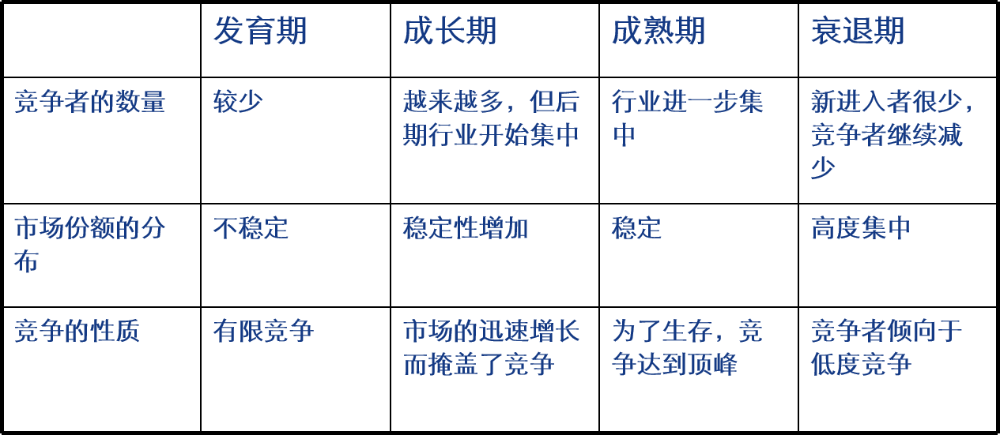 发育期
成长期
成熟期
衰退期
竞争者的数量
较少
越来越多，但后
期行业开始集中
行业进一步集
中
新进入者很少，
竞争者继续减
少
市场份额的分
布
不稳定
稳定性增加
稳定
高度集中
竞争的性质
有限竞争
市场的迅速增长
而掩盖了竞争
为了生存，竞
争达到顶峰
竞争者倾向于
低度竞争